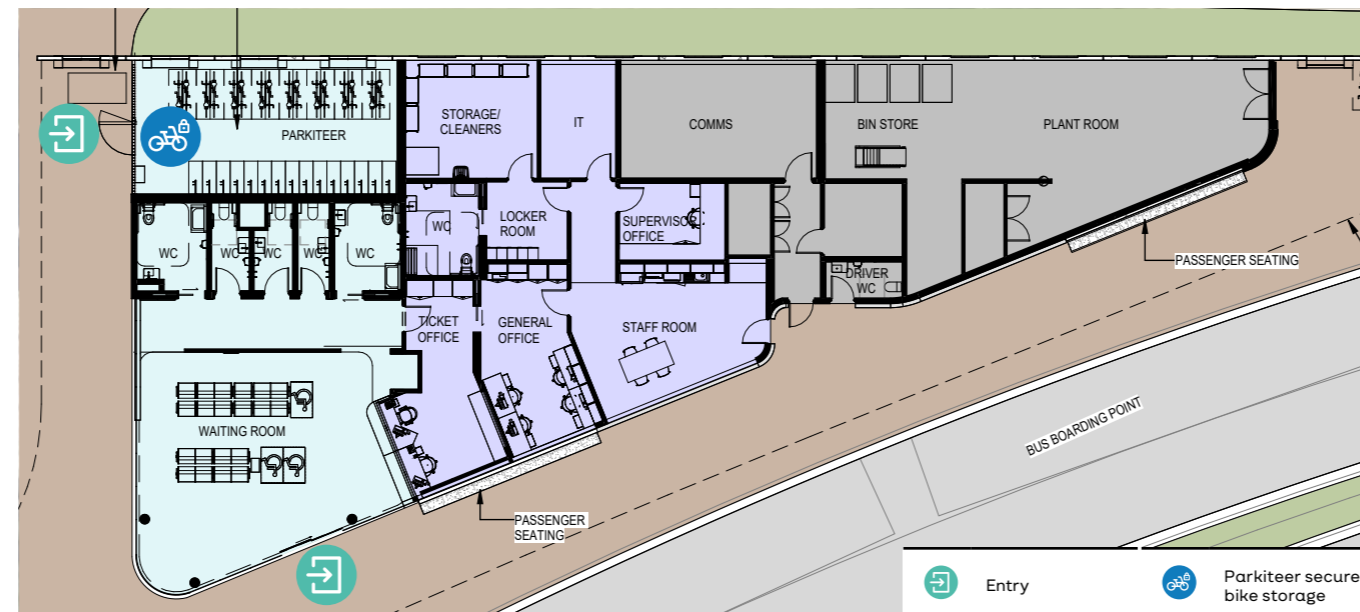 STORAGE/
CLEANERS
IT
COMMS
BIN STORE
PLANT ROOM
PARKITEER
WC
WC
WC
WC
WC
WC
LOCKER
ROOM
SUPERVISOR
OFFICE
DRIVER
WC
PASSENGER SEATING
TICKET
OFFICE
GENERAL
OFFICE
STAFF ROOM
WAITING ROOM
BUS BOARDING POINT
PASSENGER
SEATING
Entry
Parkiteer secure
bike storage